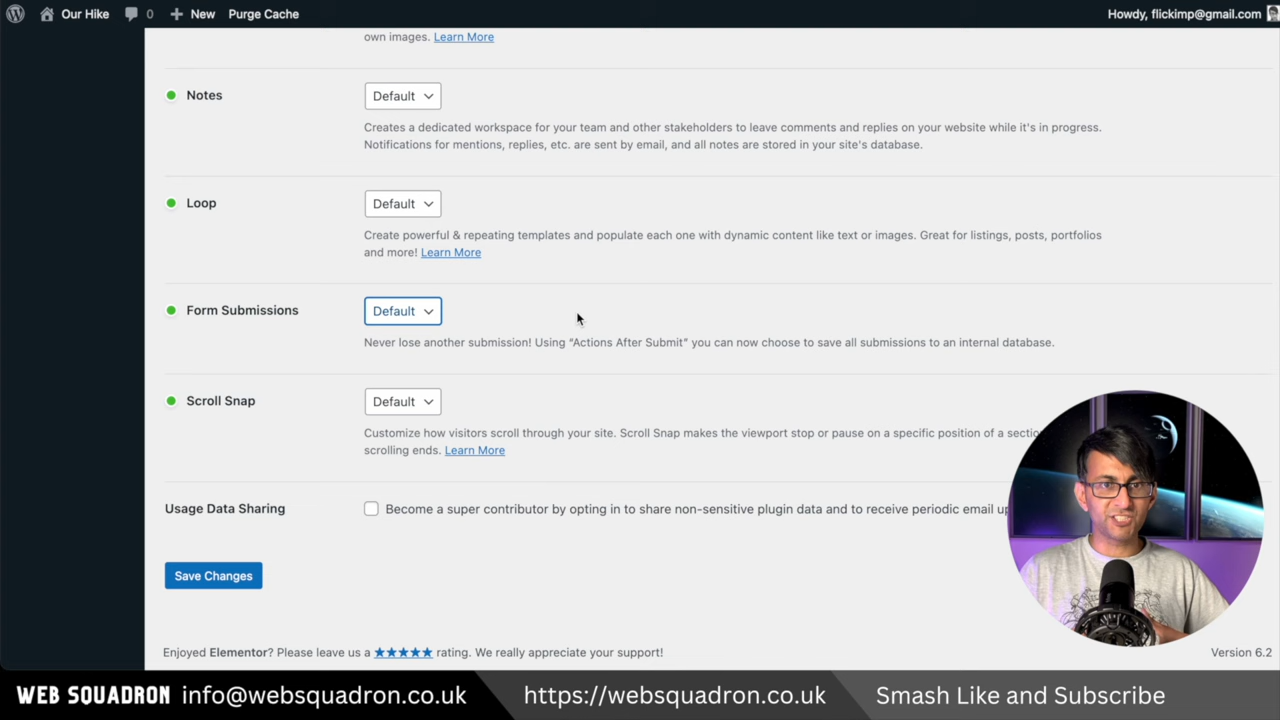 Our Hike 0 New Purge Cache Howdy, flickimp@gmail.com
own images. Learn More
Notes Default
Creates a dedicated workspace for your team and other stakeholders to leave comments and replies on your website while it's in progress.
Notifications for mentions, replies, etc. are sent by email, and all notes are stored in your site's database.
Loop Default
Create powerful & repeating templates and populate each one with dynamic content like text or images. Great for listings, posts, portfolios
and more! Learn More
Form Submissions Default
Never lose another submission! Using “Actions After Submit” you can now choose to save all submissions to an internal database.
Scroll Snap Default
Customize how visitors scroll through your site. Scroll Snap makes the viewport stop or pause on a specific position of a
scrolling ends. Learn More
Usage Data Sharing Become a super contributor by opting in to share non-sensitive plugin data and to receive periodic email
Save Changes
Enjoyed Elementor? Please leave us a ★★★★★ rating. We really appreciate your support! Version 6.2
WEB SQUADRON info@websquadron.co.uk https://websquadron.co.uk Smash Like and Subscribe